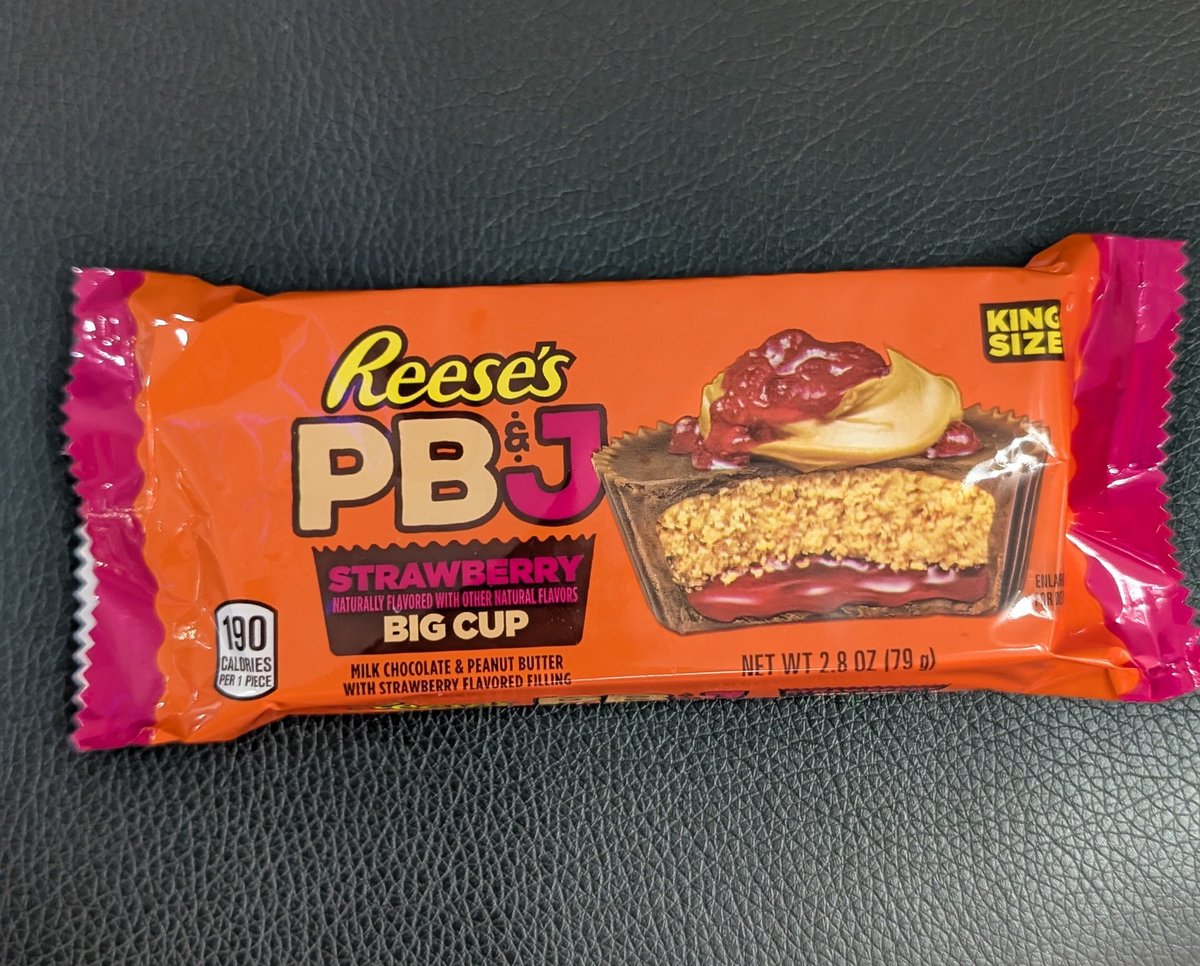 KING
SIZE
Reese's
PB&J
STRAWBERRY
NATURALLY FLAVORED WITH OTHER NATURAL FLAVORS
BIG CUP
190
CALORIES
PER 1 PIECE
MILK CHOCOLATE & PEANUT BUTTER
WITH STRAWBERRY FLAVORED FILLING
NET WT 2.8 OZ (79 g)